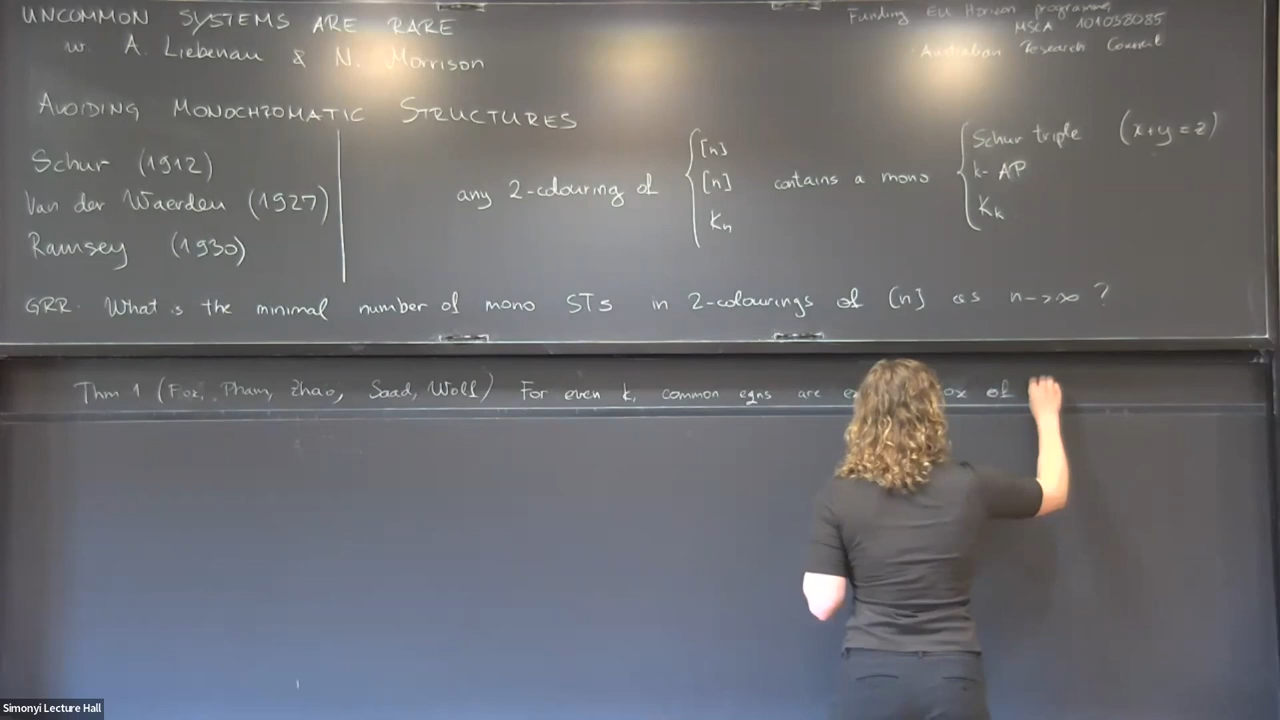 UNCOMMON SYSTEMS ARE RARE
w. A. Liebenau & N. Morrison
Funding EU Horizon programme
MSCA 101038085
Australian Research Council
AVOIDING MONOCHROMATIC STRUCTURES
Schur (1912)
Van der Waerden (1927)
Ramsey (1930)
any 2-colouring of { [n] [n] Kn contains a mono { Schur triple (x+y=z) k-AP Kk
GRR. What is the minimal number of mono STs in 2-colourings of [n] as n->∞ ?
Thm 1 (Fox, Pham, Zhao, Saad, Wolf) For even k, common eqns are of
Simonyi Lecture Hall